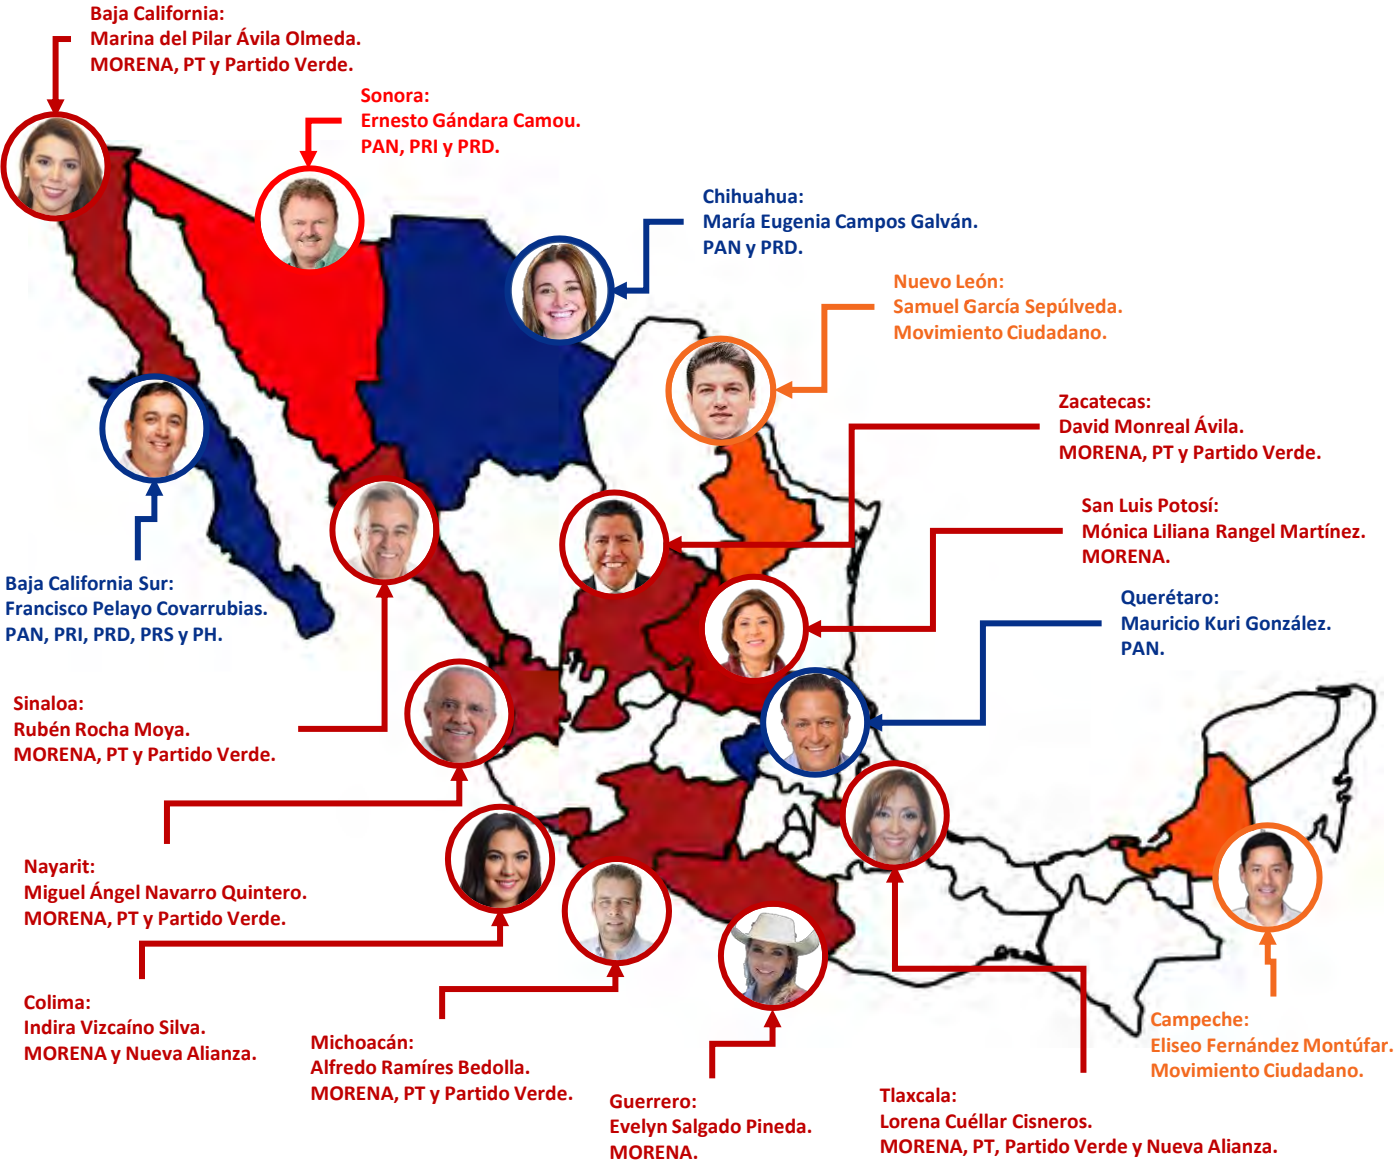 Baja California:
Marina del Pilar Ávila Olmeda.
MORENA, PT y Partido Verde.
Sonora:
Ernesto Gándara Camou.
PAN, PRI y PRD.
Chihuahua:
María Eugenia Campos Galván.
PAN y PRD.
Nuevo León:
Samuel García Sepúlveda.
Movimiento Ciudadano.
Zacatecas:
David Monreal Ávila.
MORENA, PT y Partido Verde.
San Luis Potosí:
Mónica Liliana Rangel Martínez.
MORENA.
Baja California Sur:
Francisco Pelayo Covarrubias.
PAN, PRI, PRD, PRS y PH.
Querétaro:
Mauricio Kuri González.
PAN.
Sinaloa:
Rubén Rocha Moya.
MORENA, PT y Partido Verde.
Nayarit:
Miguel Ángel Navarro Quintero.
MORENA, PT y Partido Verde.
Colima:
Indira Vizcaíno Silva.
MORENA y Nueva Alianza.
Michoacán:
Alfredo Ramíres Bedolla.
MORENA, PT y Partido Verde.
Guerrero:
Evelyn Salgado Pineda.
MORENA.
Tlaxcala:
Lorena Cuéllar Cisneros.
MORENA, PT, Partido Verde y Nueva Alianza.
Campeche:
Eliseo Fernández Montúfar.
Movimiento Ciudadano.